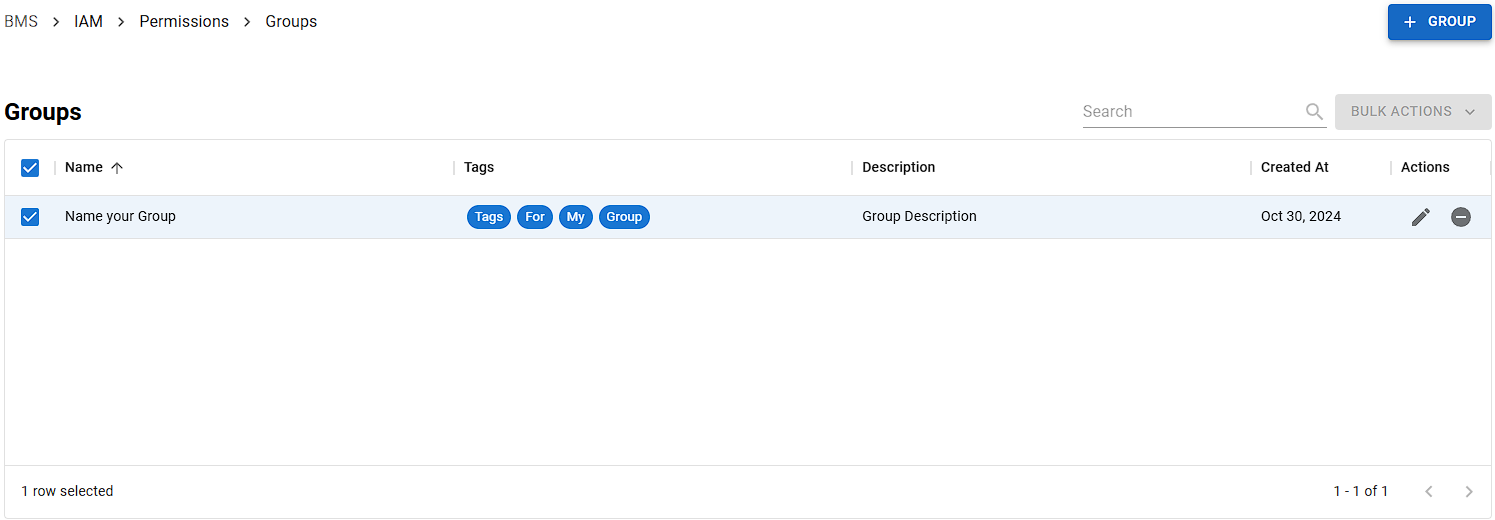 BMS > IAM > Permissions > Groups
+ GROUP
Groups
Search
BULK ACTIONS
Name Tags Description Created At Actions
Name your Group Tags For My Group Group Description Oct 30, 2024
1 row selected 1 - 1 of 1